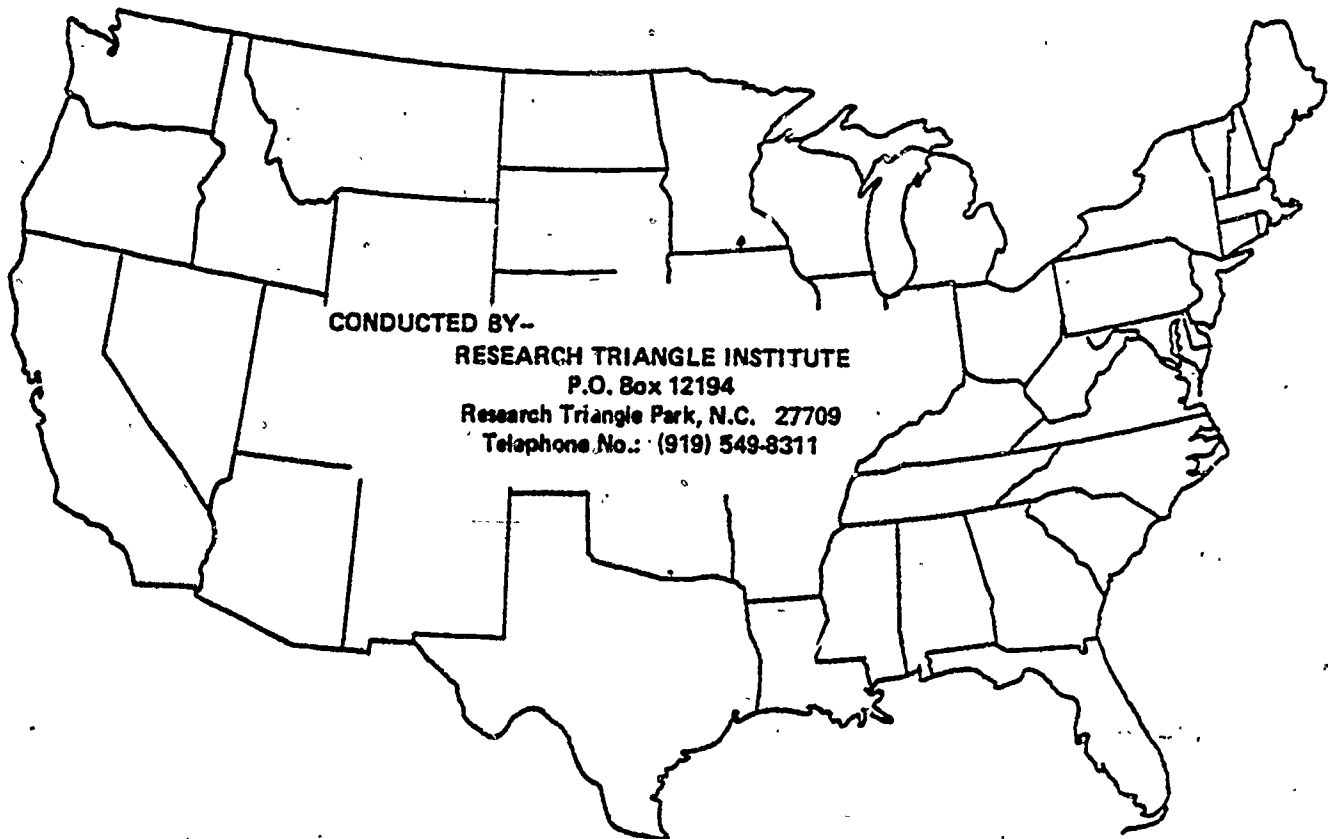 CONDUCTED BY--
RESEARCH TRIANGLE INSTITUTE
P.O. Box 12194
Research Triangle Park, N.C. 27709
Telephone No.: (919) 549-8311